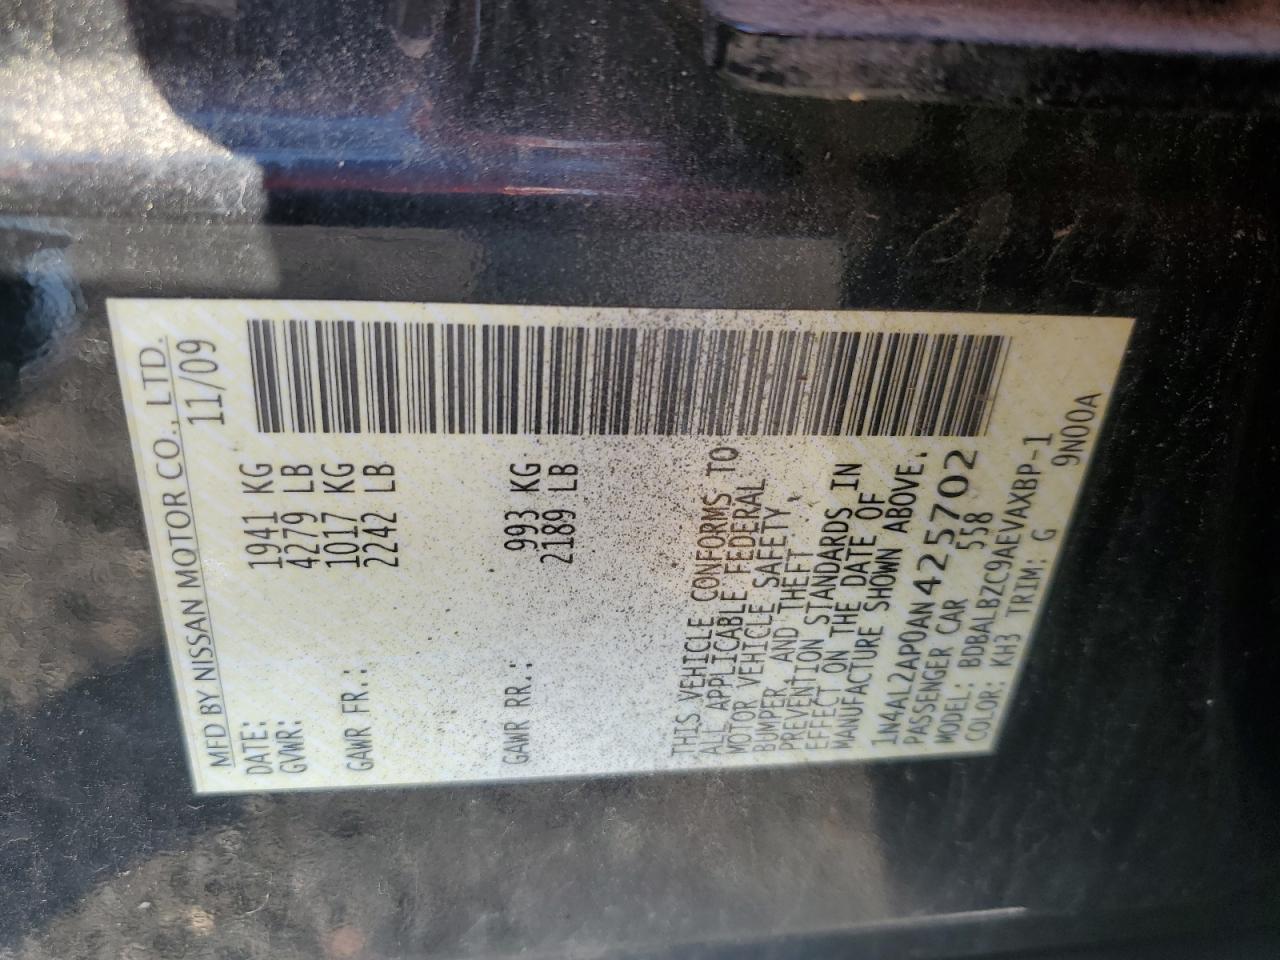 MFD BY NISSAN MOTOR CO., LTD.
DATE: 11/09
GVWR: 1941 KG
4279 LB
GAWR FR.: 1017 KG
2242 LB
GAWR RR.: 993 KG
2189 LB
THIS VEHICLE CONFORMS TO
ALL APPLICABLE FEDERAL
MOTOR VEHICLE SAFETY,
BUMPER, AND THEFT
PREVENTION STANDARDS IN
EFFECT ON THE DATE OF
MANUFACTURE SHOWN ABOVE.
1N4AL2AP0AN425702
PASSENGER CAR 558
MODEL: BDBALBZC9AEVAXBP-1
COLOR: KH3 TRIM: G 9N00A